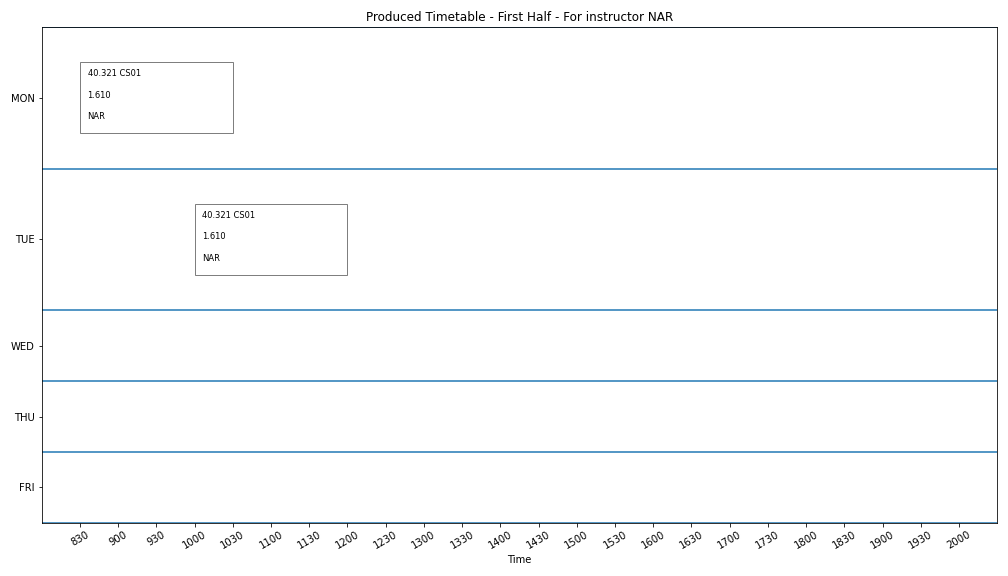 Produced Timetable - First Half - For instructor NAR
MON
40.321 CS01
1.610
NAR
TUE
40.321 CS01
1.610
NAR
WED
THU
FRI
830 900 930 1000 1030 1100 1130 1200 1230 1300 1330 1400 1430 1500 1530 1600 1630 1700 1730 1800 1830 1900 1930 2000
Time